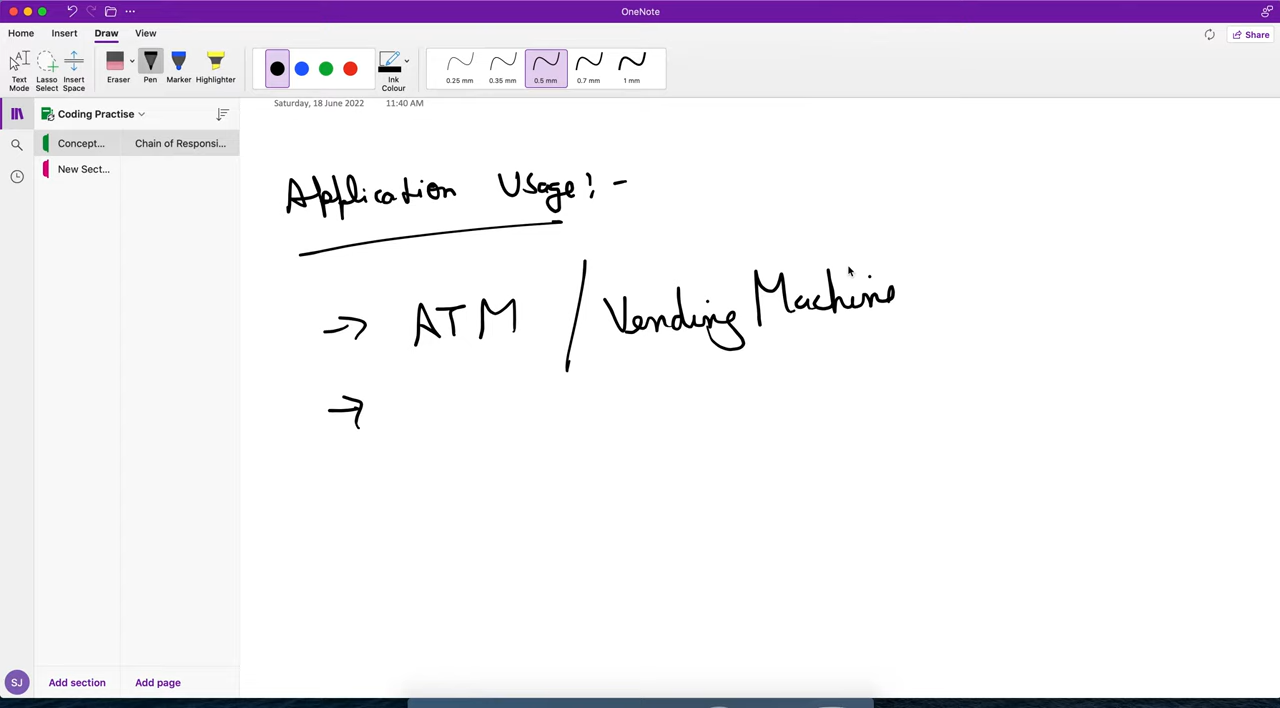 OneNote
Home Insert Draw View
Share
Text Mode Lasso Select Insert Space Eraser Pen Marker Highlighter Ink Colour 0.25 mm 0.35 mm 0.5 mm 0.7 mm 1 mm
Saturday, 18 June 2022 11:40 AM
Coding Practise
Concept... Chain of Responsi...
New Sect...
Application Usage: -
→ ATM / Vending Machine
→
SJ Add section Add page